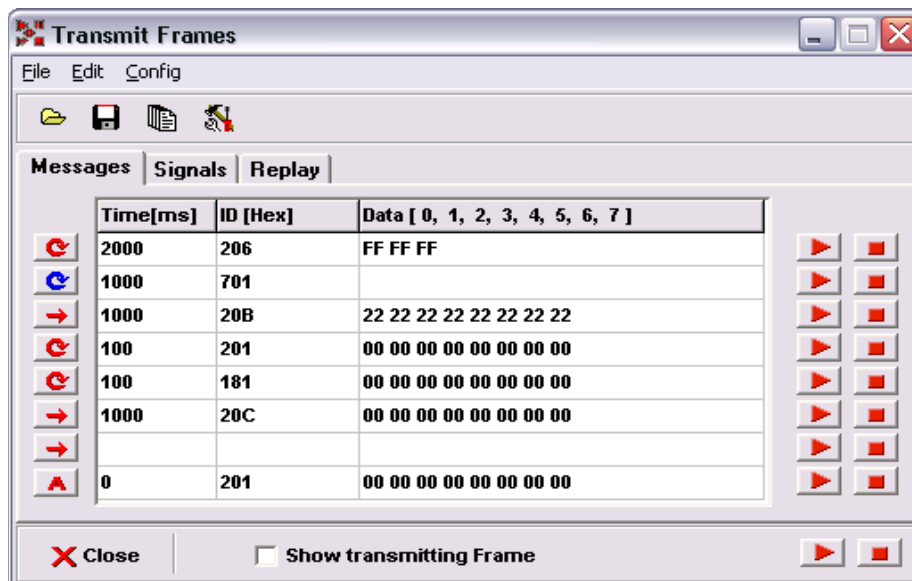 Transmit Frames
File Edit Config
Messages Signals Replay
Time[ms] ID [Hex] Data [ 0, 1, 2, 3, 4, 5, 6, 7 ]
2000 206 FF FF FF
1000 701
1000 20B 22 22 22 22 22 22 22 22
100 201 00 00 00 00 00 00 00 00
100 181 00 00 00 00 00 00 00 00
1000 20C 00 00 00 00 00 00 00 00
A 0 201 00 00 00 00 00 00 00 00
Close Show transmitting Frame